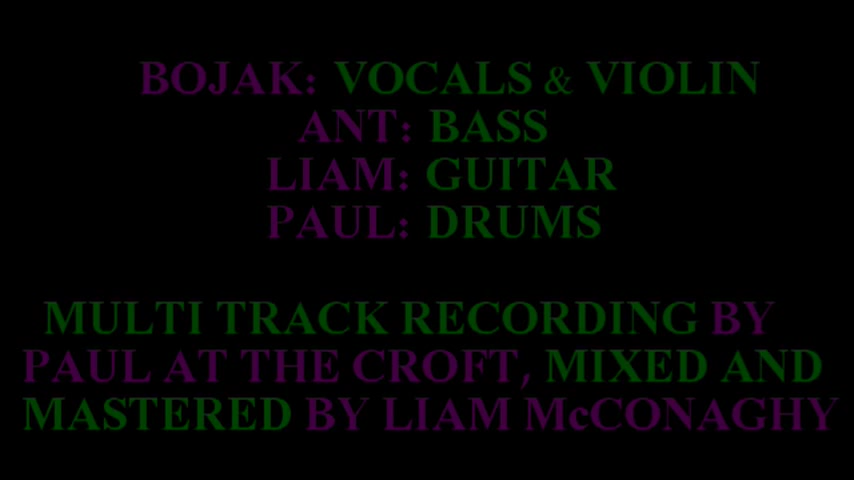 BOJAK: VOCALS & VIOLIN
ANT: BASS
LIAM: GUITAR
PAUL: DRUMS
MULTI TRACK RECORDING BY
PAUL AT THE CROFT, MIXED AND
MASTERED BY LIAM McCONAGHY